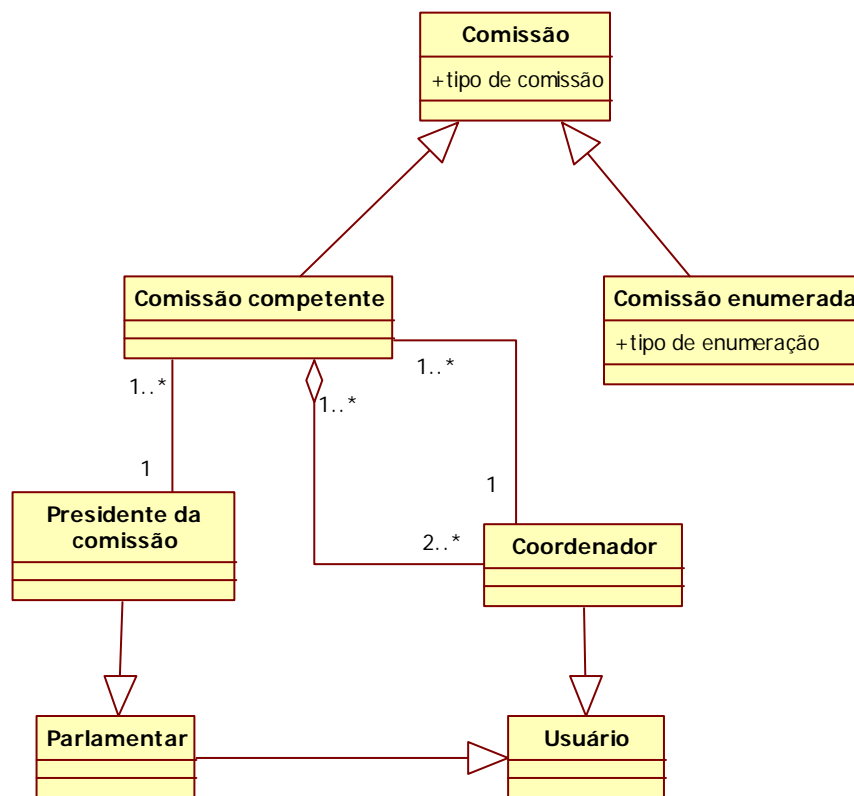 Comissão
+tipo de comissão
Comissão competente
Comissão enumerada
+tipo de enumeração
1..*
1..*
1..*
1
1
2..*
Presidente da
comissão
Coordenador
Parlamentar
Usuário